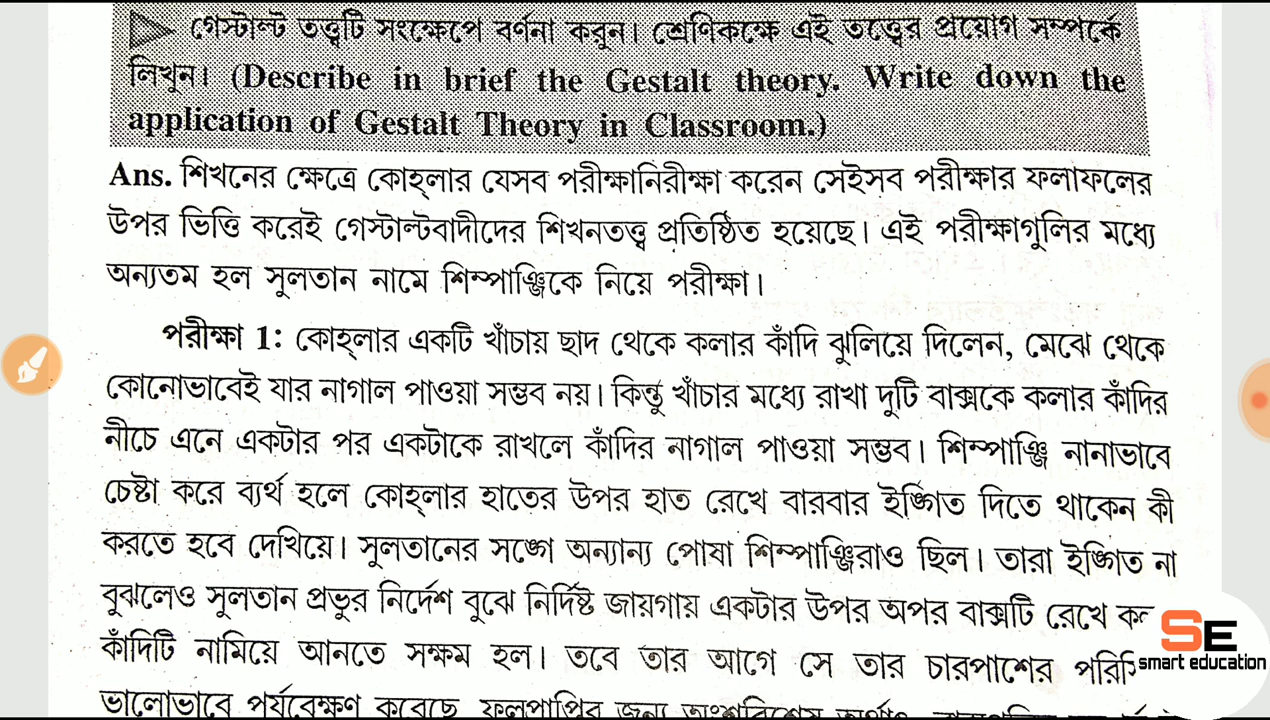 গেস্টাল্ট তত্ত্বটি সংক্ষেপে বর্ণনা করুন। শ্রেণিকক্ষে এই তত্ত্বের প্রয়োগ সম্পর্কে
লিখুন। (Describe in brief the Gestalt theory. Write down the
application of Gestalt Theory in Classroom.)
Ans. শিখনের ক্ষেত্রে কোহ্‌লার যেসব পরীক্ষানিরীক্ষা করেন সেইসব পরীক্ষার ফলাফলের
উপর ভিত্তি করেই গেস্টাল্টবাদীদের শিখনতত্ত্ব প্রতিষ্ঠিত হয়েছে। এই পরীক্ষাগুলির মধ্যে
অন্যতম হল সুলতান নামে শিম্পাঞ্জিকে নিয়ে পরীক্ষা।
পরীক্ষা 1: কোহ্‌লার একটি খাঁচায় ছাদ থেকে কলার কাঁদি ঝুলিয়ে দিলেন, মেঝে থেকে
কোনোভাবেই যার নাগাল পাওয়া সম্ভব নয়। কিন্তু খাঁচার মধ্যে রাখা দুটি বাক্সকে কলার কাঁদির
নীচে এনে একটার পর একটাকে রাখলে কাঁদির নাগাল পাওয়া সম্ভব। শিম্পাঞ্জি নানাভাবে
চেষ্টা করে ব্যর্থ হলে কোহ্‌লার হাতের উপর হাত রেখে বারবার ইঙ্গিত দিতে থাকেন কী
করতে হবে দেখিয়ে। সুলতানের সঙ্গে অন্যান্য পোষা শিম্পাঞ্জিরাও ছিল। তারা ইঙ্গিত না
বুঝলেও সুলতান প্রভুর নির্দেশ বুঝে নির্দিষ্ট জায়গায় একটার উপর অপর বাক্সটি রেখে
কাঁদিটি নামিয়ে আনতে সক্ষম হল। তবে তার আগে সে তার চারপাশের
ভালোভাবে পর্যবেক্ষণ করেছে
SE
smart education